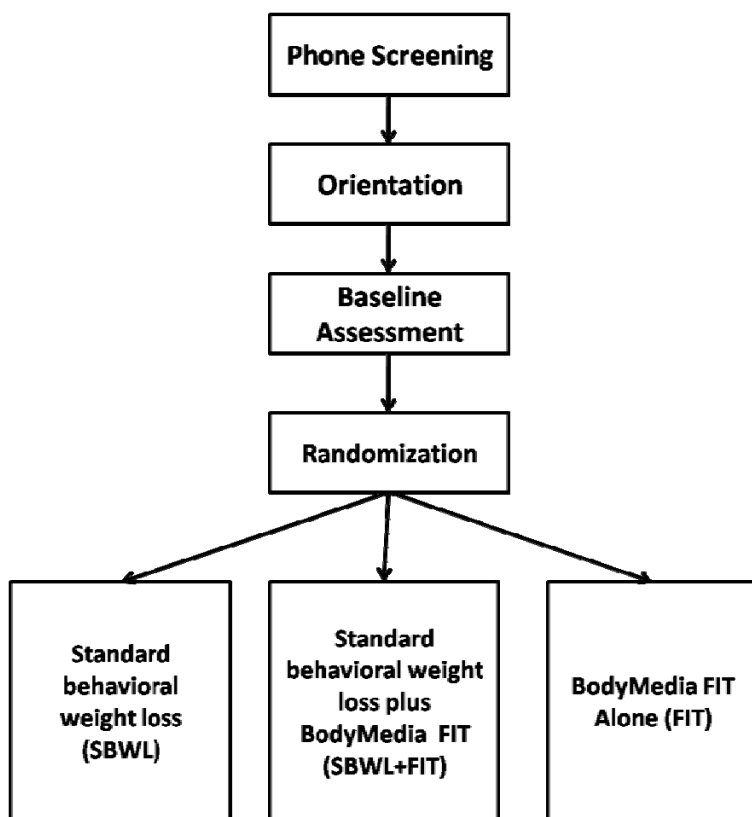 Phone Screening
Orientation
Baseline
Assessment
Randomization
Standard
behavioral
weight loss
(SBWL)
Standard
behavioral weight
loss plus
BodyMedia FIT
(SBWL+FIT)
BodyMedia FIT
Alone (FIT)